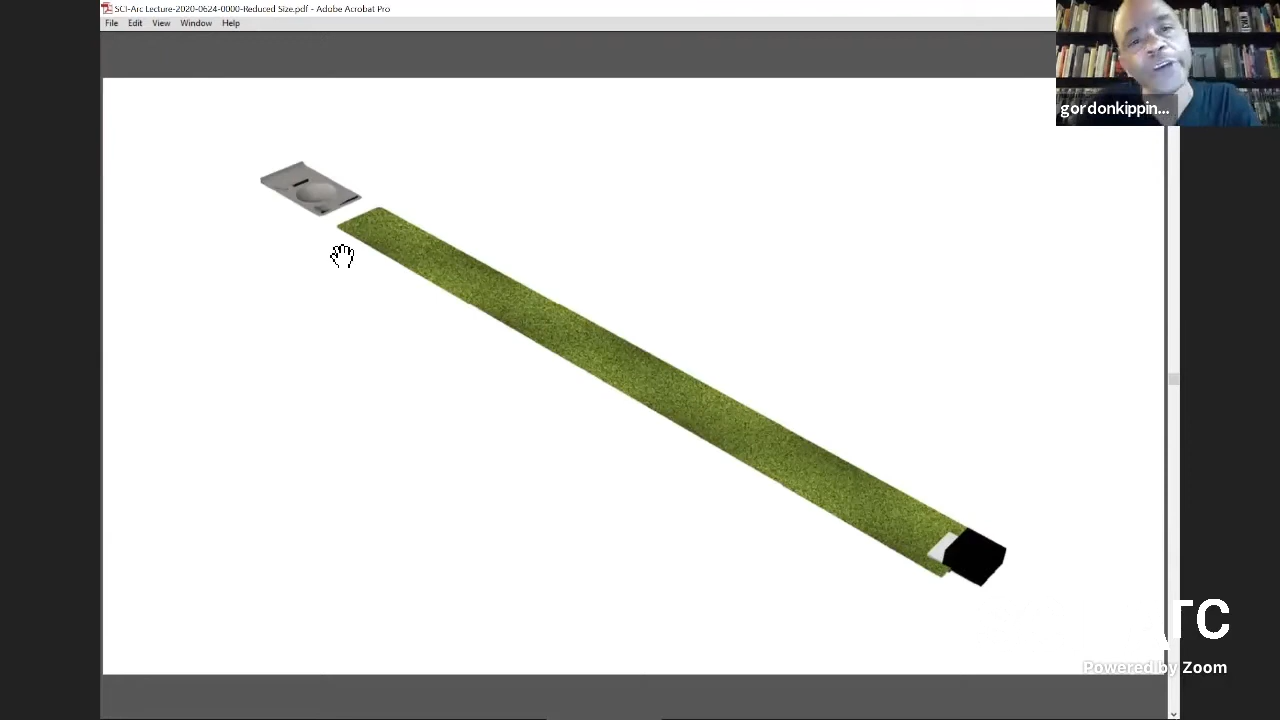 SCI-Arc Lecture-2020-0624-0000-Reduced Size.pdf - Adobe Acrobat Pro
File Edit View Window Help
gordonkippin...
rc
Powered by Zoom